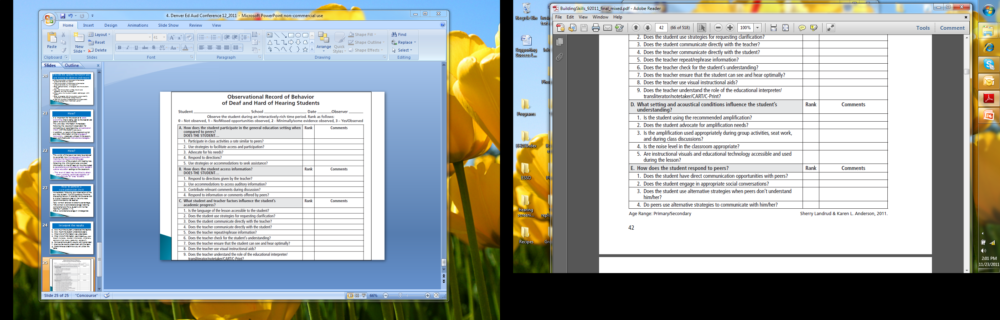 4. Denver Ed Aud Conference 12_2011 - Microsoft PowerPoint non-commercial use
Home Insert Design Animations Slide Show Review View
Paste
New
Slide
Layout
Reset
Delete
41
Find
Replace
Select
Arrange
Quick
Styles
Shape Fill
Shape Outline
Shape Effects
Clipboard Slides Font Paragraph Drawing Editing
Slides Outline
20
Decide the specific behaviors you
are trying to observe and record
21
How?
22
How?
23
How to perform a
comprehension check
24
Interpret the results
25
Observational Record of Behavior
of Deaf and Hard of Hearing Students
Student School Date Observer
Observe the student during an interactively-rich time period. Rank as follows:
0 – Not observed, 1 – No/Missed opportunities observed, 2 - Minimally/some evidence observed, 3 – Yes/Observed
A. How does the student participate in the general education setting when Rank Comments
compared to peers?
DOES THE STUDENT...
1. Participate in class activities a rate similar to peers?
2. Use strategies to facilitate access and participation?
3. Advocate for his needs?
4. Respond to directions?
5. Use strategies or accommodations to seek assistance?
B. How does the student access information? Rank Comments
DOES THE STUDENT...
1. Respond to directions given by the teacher?
2. Use accommodations to access auditory information?
3. Contribute relevant comments during discussion?
4. Respond to information or comments offered by peers?
C. What student and teacher factors influence the student's Rank Comments
academic progress?
1. Is the language of the lesson accessible to the student?
2. Does the student use strategies for requesting clarification?
3. Does the student communicate directly with the teacher?
4. Does the teacher communicate directly with the student?
5. Does the teacher repeat/rephrase information?
6. Does the teacher check for the student's understanding?
7. Does the teacher ensure that the student can see and hear optimally?
8. Does the teacher use visual instructional aids?
9. Does the teacher understand the role of the educational interpreter/
transliterator/notetaker/CART/C-Print?
Slide 25 of 25 "Concourse" 66%
Recycle Bin
Supporting
Success L...
Programs
EHDI Index
ESSO
hearing
screeni...
Recipes
BuildingSkills_92011_final_mixed.pdf - Adobe Reader
File Edit View Window Help
42 (66 of 518) 100% Tools Comment
2. Does the student use strategies for requesting clarification?
3. Does the student communicate directly with the teacher?
4. Does the teacher communicate directly with the student?
5. Does the teacher repeat/rephrase information?
6. Does the teacher check for the student's understanding?
7. Does the teacher ensure that the student can see and hear optimally?
8. Does the teacher use visual instructional aids?
9. Does the teacher understand the role of the educational interpreter/
transliterator/notetaker/CART/C-Print?
D. What setting and acoustical conditions influence the student's Rank Comments
understanding?
1. Is the student using the recommended amplification?
2. Does the student advocate for amplification needs?
3. Is the amplification used appropriately during group activities, seat work,
and during class discussions?
4. Is the noise level in the classroom appropriate?
5. Are instructional visuals and educational technology accessible and used
during the lesson?
E. How does the student respond to peers? Rank Comments
1. Does the student have direct communication opportunities with peers?
2. Does the student engage in appropriate social conversations?
3. Does the student use alternative strategies when peers don't understand
him/her?
4. Do peers use alternative strategies to communicate with him/her?
Age Range: Primary/Secondary Sherry Landrud & Karen L. Anderson, 2011.
42
2:01 PM
11/23/2011